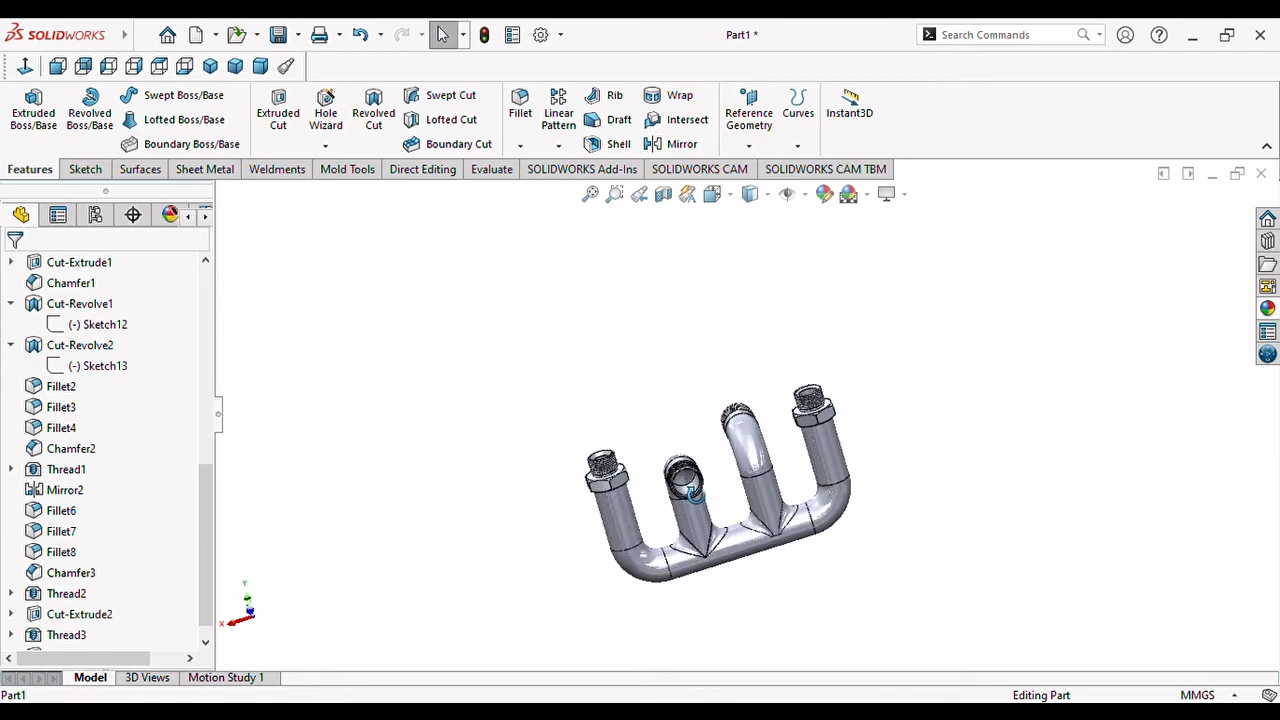 SOLIDWORKS
Part1 *
Search Commands
Extruded Boss/Base
Revolved Boss/Base
Swept Boss/Base
Lofted Boss/Base
Boundary Boss/Base
Extruded Cut
Hole Wizard
Revolved Cut
Swept Cut
Lofted Cut
Boundary Cut
Fillet
Linear Pattern
Rib
Draft
Shell
Wrap
Intersect
Mirror
Reference Geometry
Curves
Instant3D
Features Sketch Surfaces Sheet Metal Weldments Mold Tools Direct Editing Evaluate SOLIDWORKS Add-Ins SOLIDWORKS CAM SOLIDWORKS CAM TBM
Cut-Extrude1
Chamfer1
Cut-Revolve1
(-) Sketch12
Cut-Revolve2
(-) Sketch13
Fillet2
Fillet3
Fillet4
Chamfer2
Thread1
Mirror2
Fillet6
Fillet7
Fillet8
Chamfer3
Thread2
Cut-Extrude2
Thread3
Y
X
Model 3D Views Motion Study 1
Part1 Editing Part MMGS